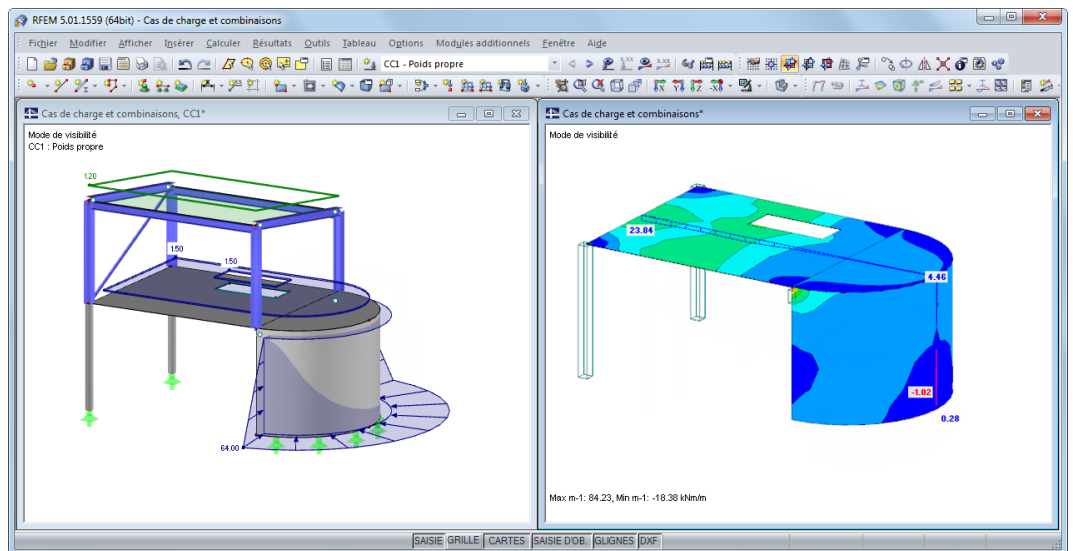 RFEM 5.01.1559 (64bit) - Cas de charge et combinaisons
Fichier Modifier Afficher Insérer Calculer Résultats Outils Tableau Options Modules additionnels Fenêtre Aide
CC1 - Poids propre
Cas de charge et combinaisons, CC1*
Mode de visibilité
CC1 : Poids propre
1.20
1.50
1.50
64.00
Cas de charge et combinaisons*
Mode de visibilité
23.84
4.46
-1.02
0.28
Max m-1: 84.23, Min m-1: -18.38 kNm/m
SAISIE GRILLE CARTES SAISIE D'OB. GLIGNES DXF